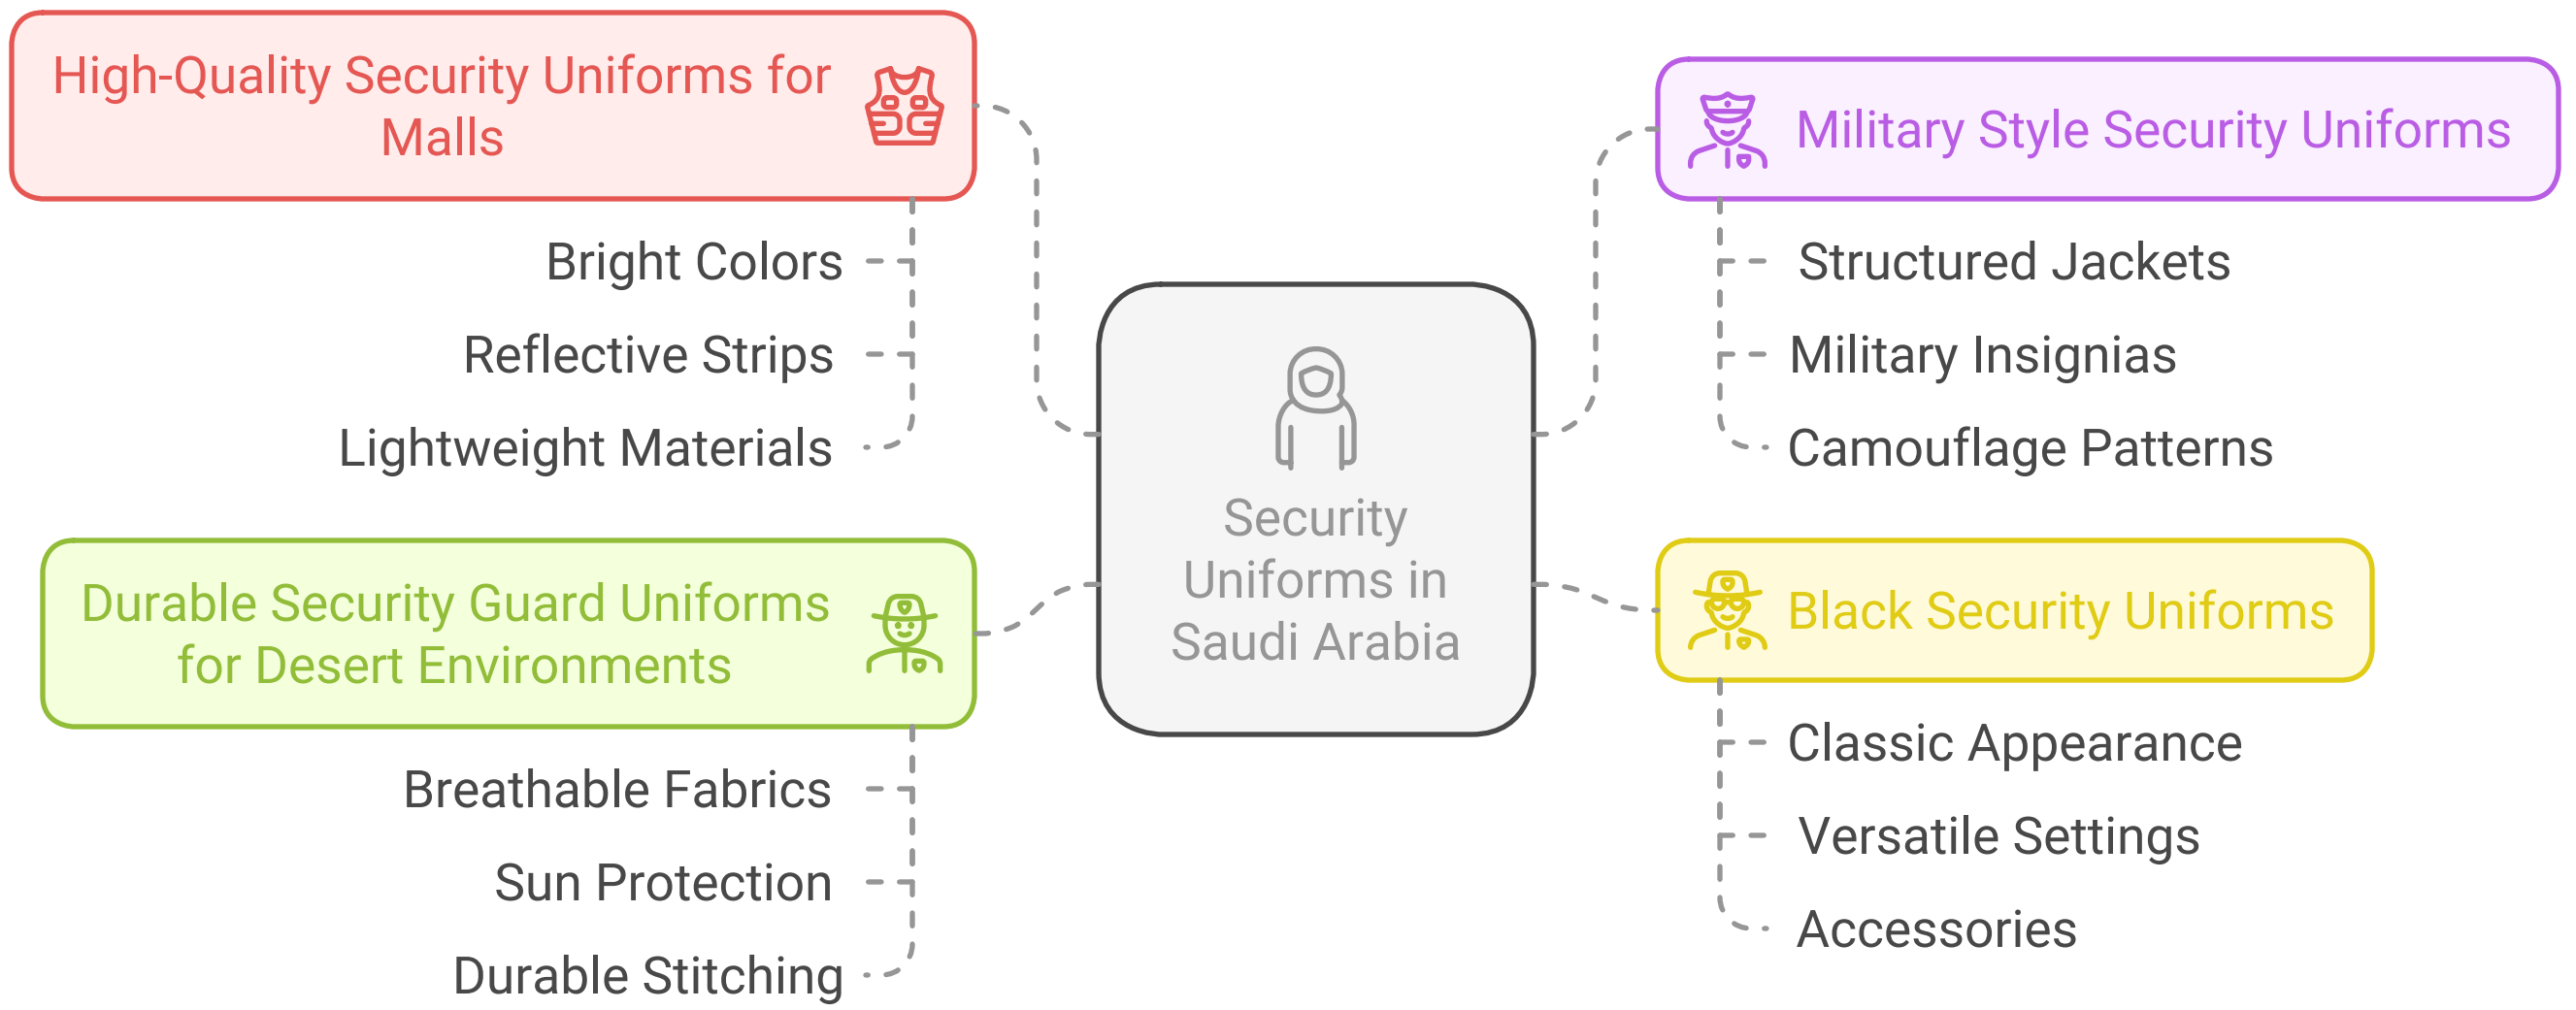 High-Quality Security Uniforms for
Malls
Bright Colors
Reflective Strips
Lightweight Materials
Durable Security Guard Uniforms
for Desert Environments
Breathable Fabrics
Sun Protection
Durable Stitching
Security
Uniforms in
Saudi Arabia
Military Style Security Uniforms
Structured Jackets
Military Insignias
Camouflage Patterns
Black Security Uniforms
Classic Appearance
Versatile Settings
Accessories